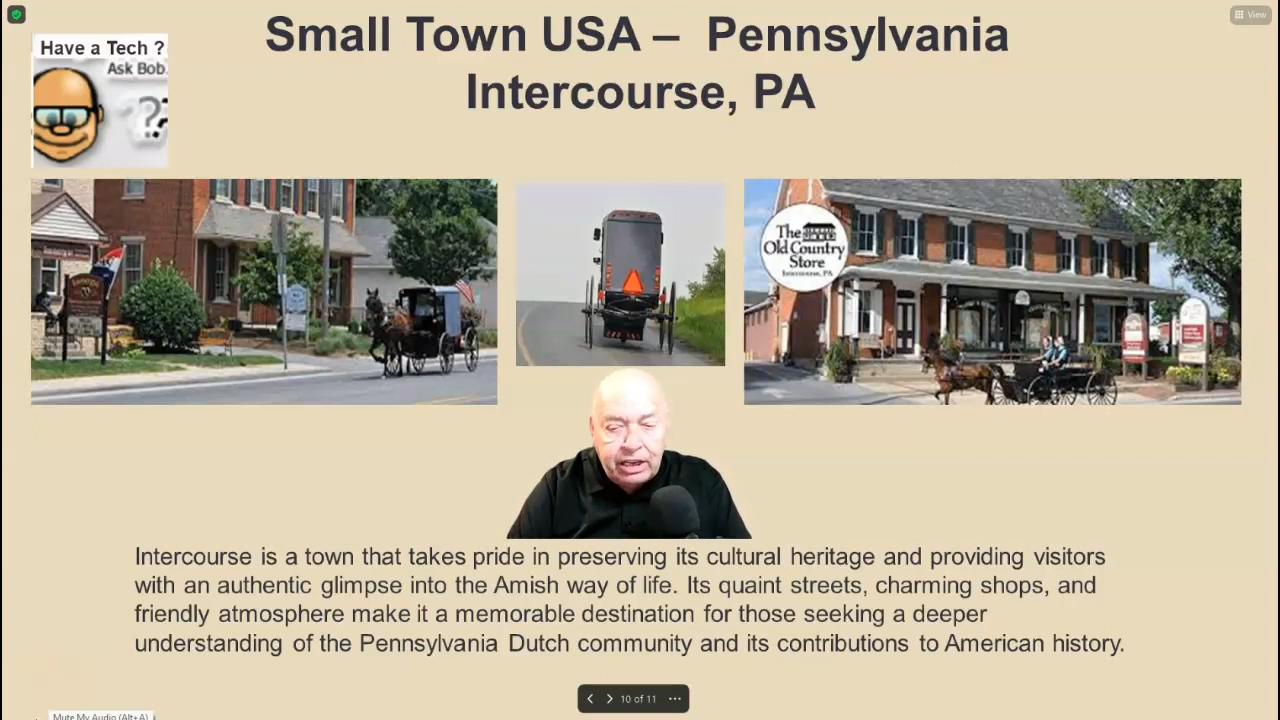 Small Town USA – Pennsylvania
Intercourse, PA
View
Have a Tech ?
Ask Bob
??
The
Old Country
Store
Intercourse, PA
Intercourse is a town that takes pride in preserving its cultural heritage and providing visitors
with an authentic glimpse into the Amish way of life. Its quaint streets, charming shops, and
friendly atmosphere make it a memorable destination for those seeking a deeper
understanding of the Pennsylvania Dutch community and its contributions to American history.
10 of 11
Mute My Audio (Alt+A)